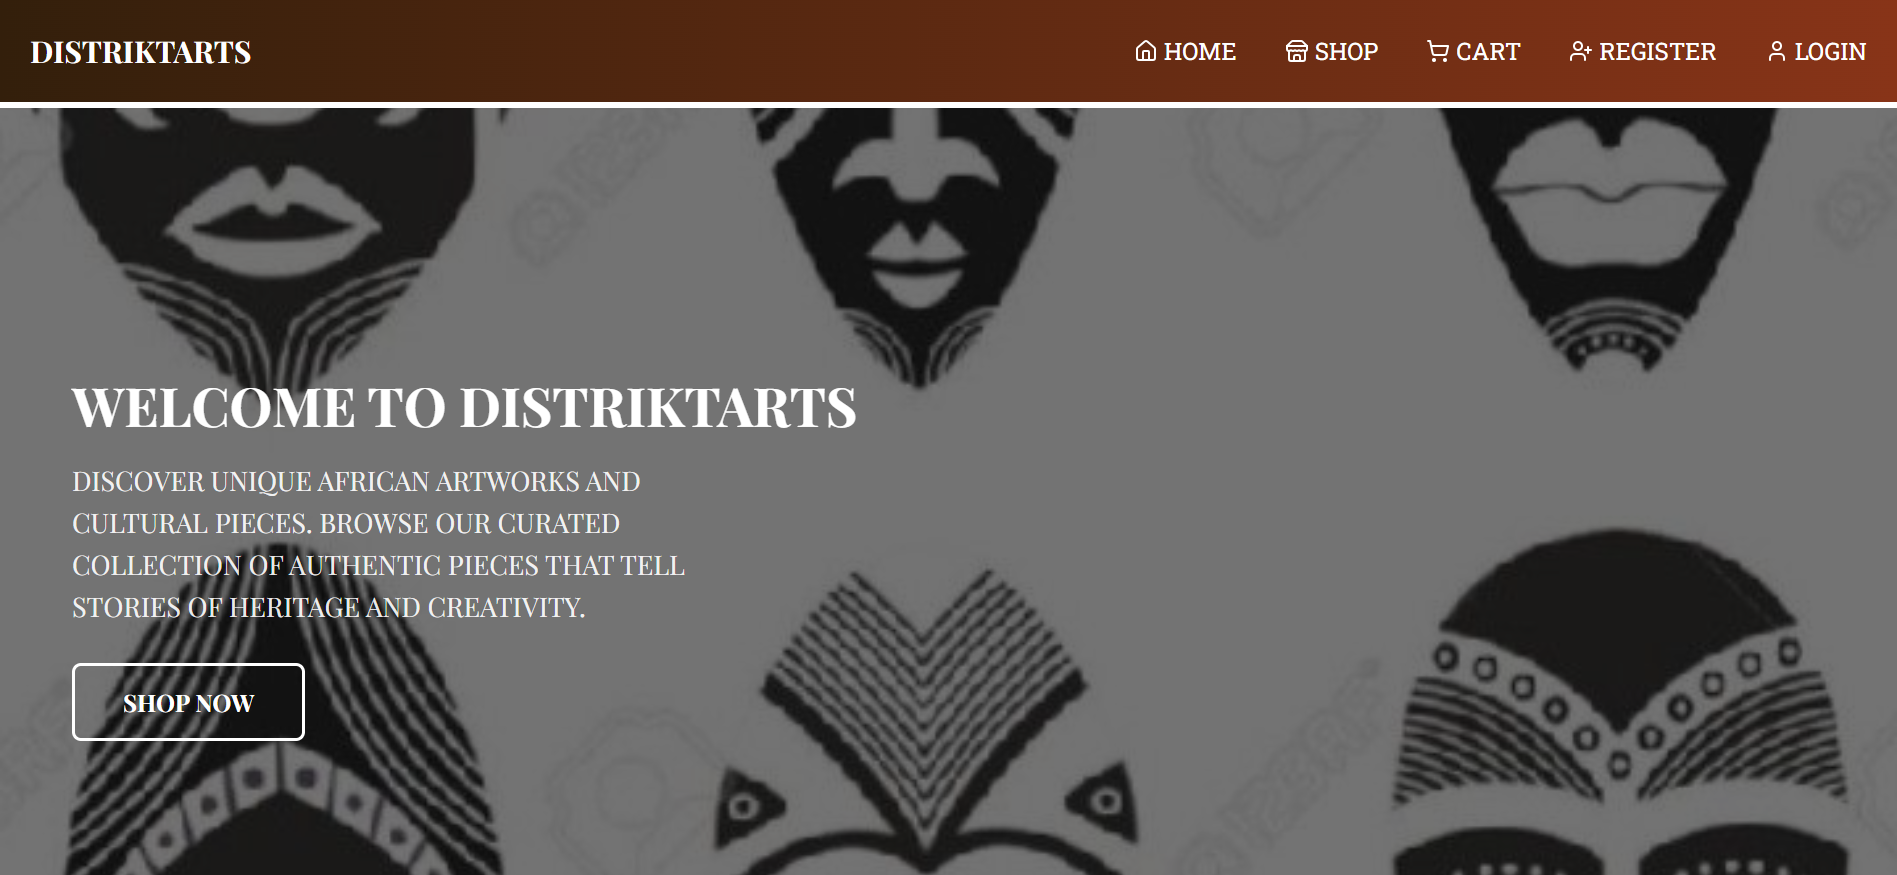 DISTRIKTARTS
HOME
SHOP
CART
REGISTER
LOGIN
WELCOME TO DISTRIKTARTS
DISCOVER UNIQUE AFRICAN ARTWORKS AND
CULTURAL PIECES. BROWSE OUR CURATED
COLLECTION OF AUTHENTIC PIECES THAT TELL
STORIES OF HERITAGE AND CREATIVITY.
SHOP NOW